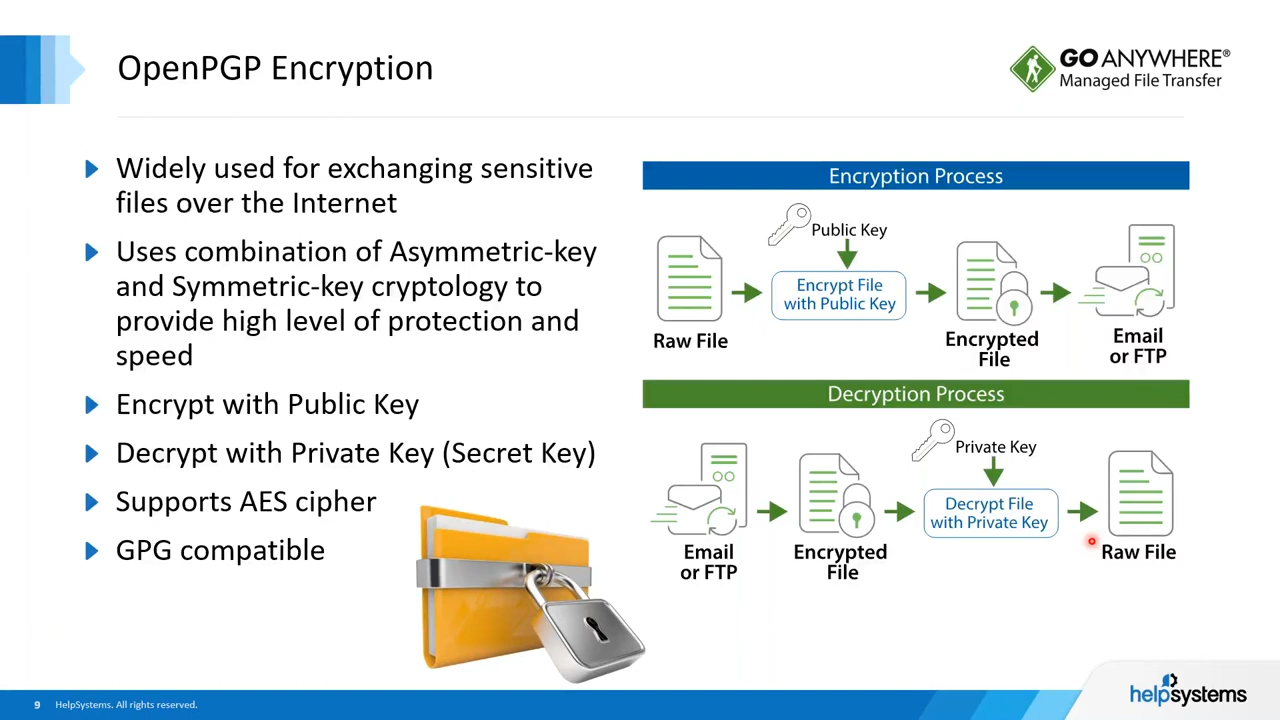 OpenPGP Encryption
GO ANYWHERE®
Managed File Transfer
Widely used for exchanging sensitive
files over the Internet
Uses combination of Asymmetric-key
and Symmetric-key cryptology to
provide high level of protection and
speed
Encrypt with Public Key
Decrypt with Private Key (Secret Key)
Supports AES cipher
GPG compatible
Encryption Process
Public Key
Encrypt File
with Public Key
Raw File
Encrypted
File
Email
or FTP
Decryption Process
Private Key
Decrypt File
with Private Key
Email
or FTP
Encrypted
File
Raw File
9
HelpSystems. All rights reserved.
helpsystems